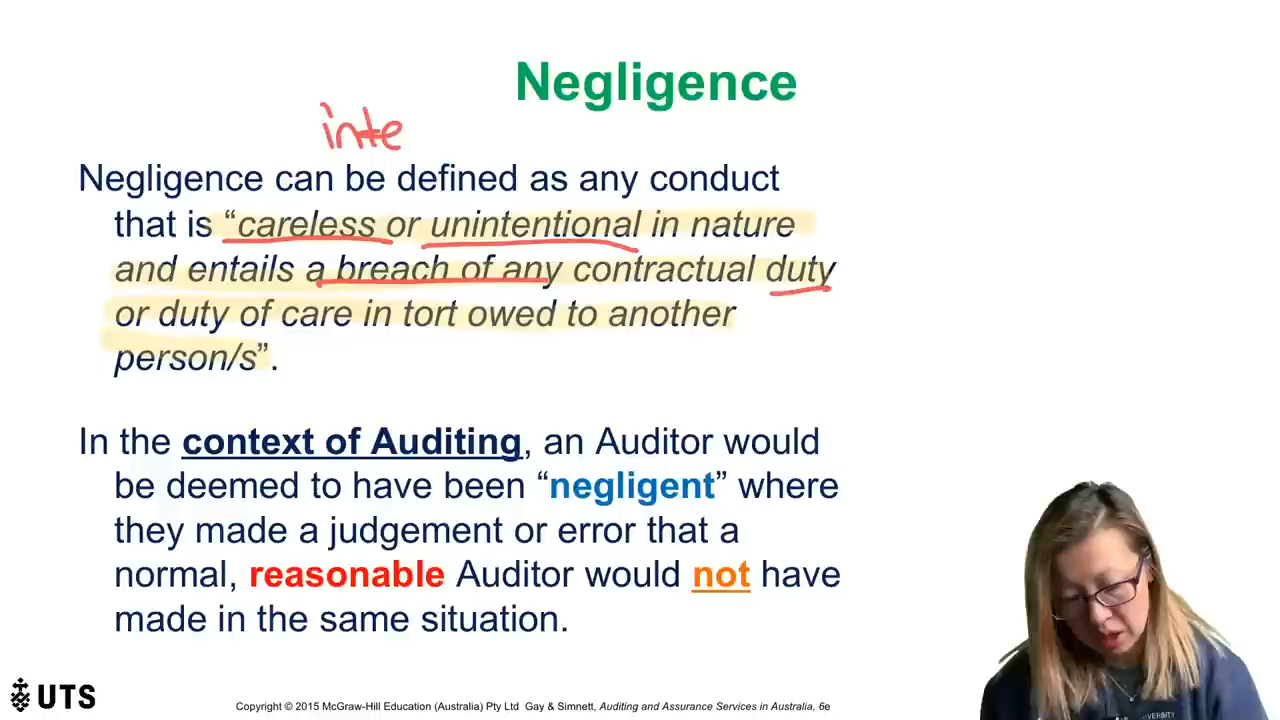 Negligence
inte
Negligence can be defined as any conduct
that is “careless or unintentional in nature
and entails a breach of any contractual duty
or duty of care in tort owed to another
person/s”.
In the context of Auditing, an Auditor would
be deemed to have been “negligent” where
they made a judgement or error that a
normal, reasonable Auditor would not have
made in the same situation.
UTS
Copyright © 2015 McGraw-Hill Education (Australia) Pty Ltd Gay & Simnett, Auditing and Assurance Services in Australia, 6e